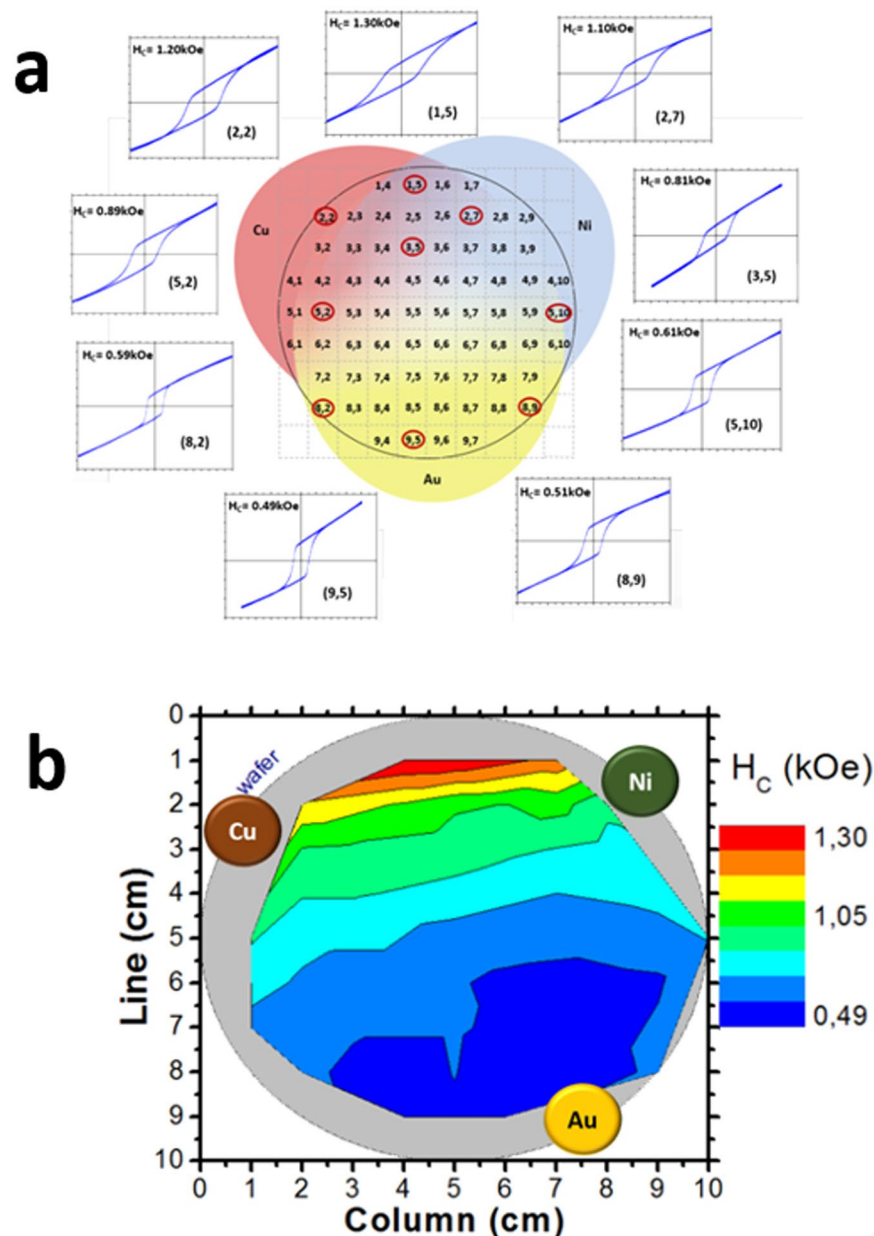 a
H_C= 1.20kOe
(2,2)
H_C= 1.30kOe
(1,5)
H_C= 1.10kOe
(2,7)
H_C= 0.89kOe
(5,2)
H_C= 0.81kOe
(3,5)
H_C= 0.59kOe
(8,2)
H_C= 0.61kOe
(5,10)
H_C= 0.49kOe
(9,5)
H_C= 0.51kOe
(8,9)
Cu
Ni
Au
1,4 1,5 1,6 1,7
2,2 2,3 2,4 2,5 2,6 2,7 2,8 2,9
3,2 3,3 3,4 3,5 3,6 3,7 3,8 3,9
4,1 4,2 4,3 4,4 4,5 4,6 4,7 4,8 4,9 4,10
5,1 5,2 5,3 5,4 5,5 5,6 5,7 5,8 5,9 5,10
6,1 6,2 6,3 6,4 6,5 6,6 6,7 6,8 6,9 6,10
7,2 7,3 7,4 7,5 7,6 7,7 7,8 7,9
8,2 8,3 8,4 8,5 8,6 8,7 8,8 8,9
9,4 9,5 9,6 9,7
b
0
1
2
3
4
5
6
7
8
9
10
Line (cm)
wafer
Cu
Ni
Au
0 1 2 3 4 5 6 7 8 9 10
Column (cm)
H_C (kOe)
1,30
1,05
0,49